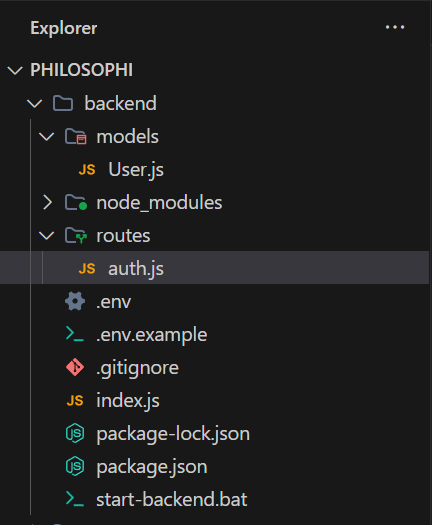 Explorer
PHILOSOPHI
backend
models
JS User.js
node_modules
routes
JS auth.js
.env
.env.example
.gitignore
JS index.js
package-lock.json
package.json
start-backend.bat